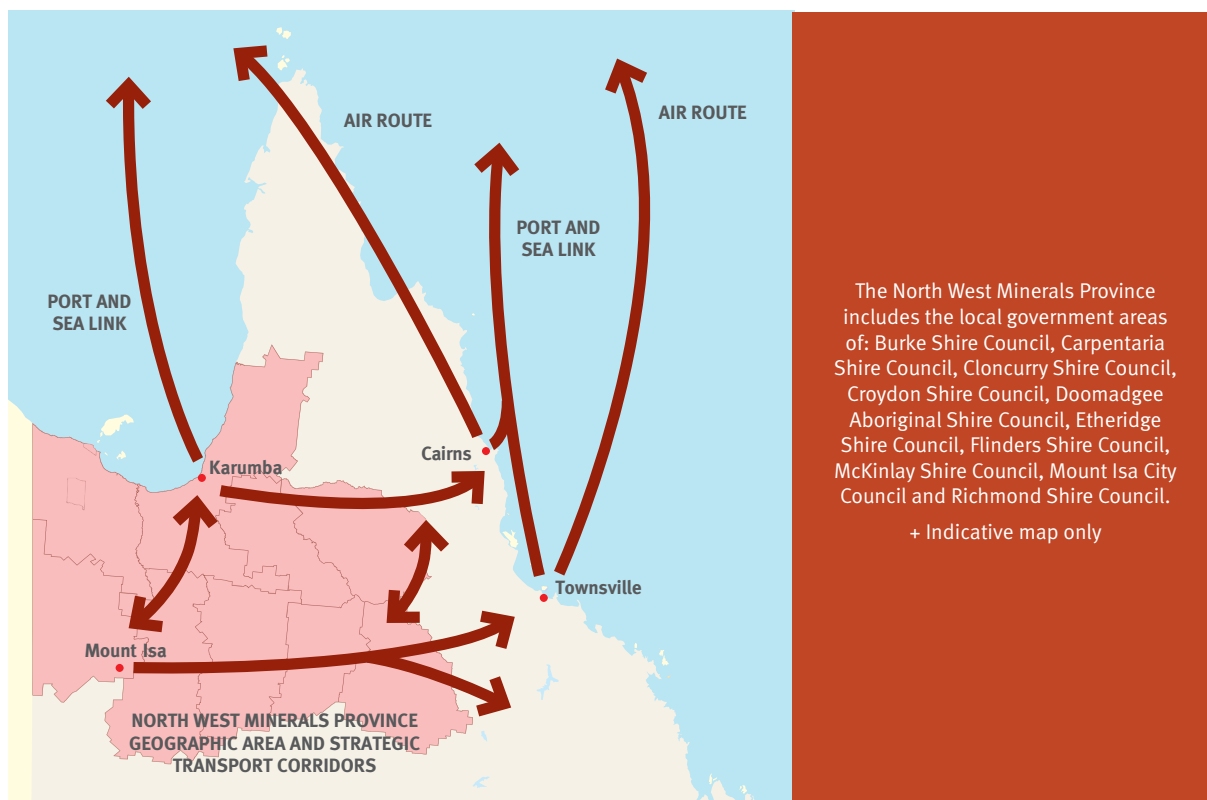 AIR ROUTE
AIR ROUTE
PORT AND
SEA LINK
PORT AND
SEA LINK
Cairns
Karumba
Townsville
Mount Isa
NORTH WEST MINERALS PROVINCE
GEOGRAPHIC AREA AND STRATEGIC
TRANSPORT CORRIDORS
The North West Minerals Province
includes the local government areas
of: Burke Shire Council, Carpentaria
Shire Council, Cloncurry Shire Council,
Croydon Shire Council, Doomadgee
Aboriginal Shire Council, Etheridge
Shire Council, Flinders Shire Council,
McKinlay Shire Council, Mount Isa City
Council and Richmond Shire Council.
+ Indicative map only